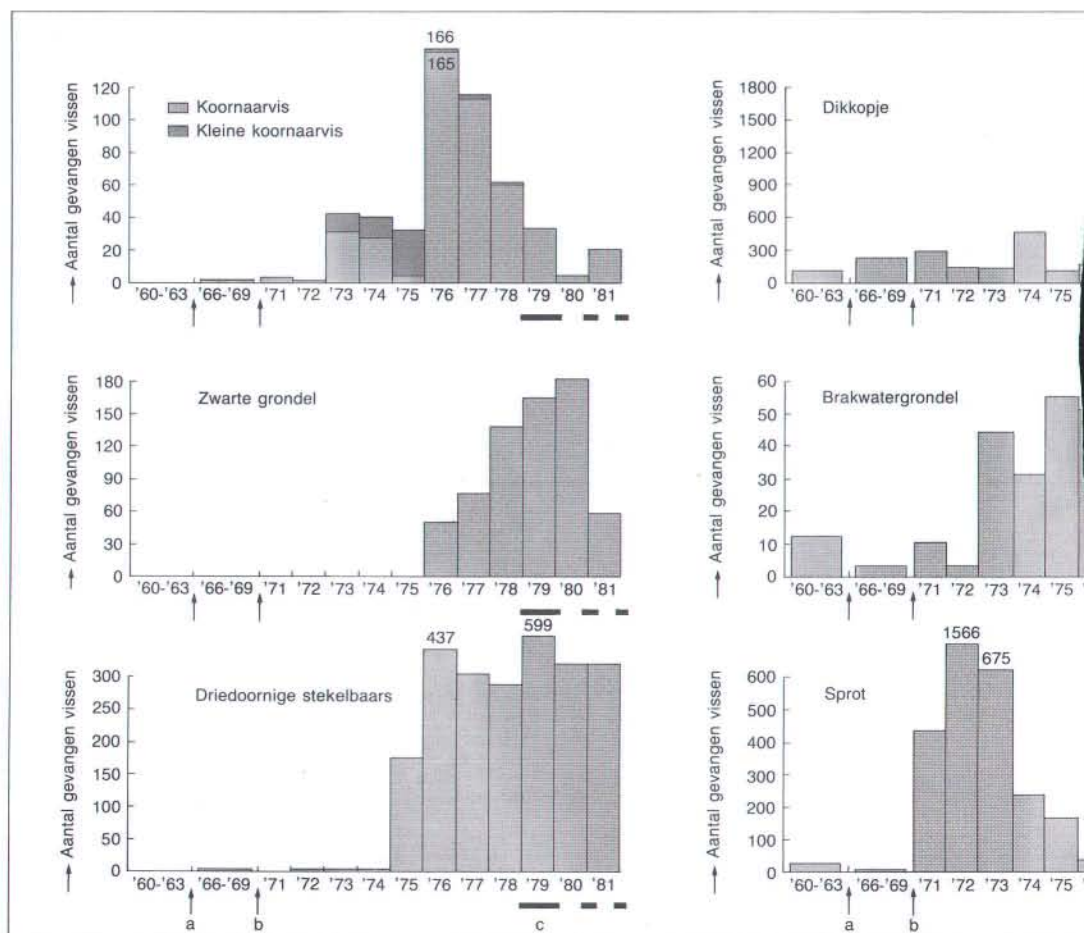 166
165
120
100
80
60
40
20
0
Aantal gevangen vissen
Koornaarvis
Kleine koornaarvis
'60-'63 '66-'69 '71 '72 '73 '74 '75 '76 '77 '78 '79 '80 '81
1800
1500
1200
900
600
300
0
Aantal gevangen vissen
Dikkopje
'60-'63 '66-'69 '71 '72 '73 '74 '75
180
150
120
90
60
30
0
Aantal gevangen vissen
Zwarte grondel
'60-'63 '66-'69 '71 '72 '73 '74 '75 '76 '77 '78 '79 '80 '81
60
50
40
30
20
10
0
Aantal gevangen vissen
Brakwatergrondel
'60-'63 '66-'69 '71 '72 '73 '74 '75
437
599
300
250
200
150
100
50
0
Aantal gevangen vissen
Driedoornige stekelbaars
'60-'63 '66-'69 '71 '72 '73 '74 '75 '76 '77 '78 '79 '80 '81
a b c
1566
675
600
500
400
300
200
100
0
Aantal gevangen vissen
Sprot
'60-'63 '66-'69 '71 '72 '73 '74 '75
a b